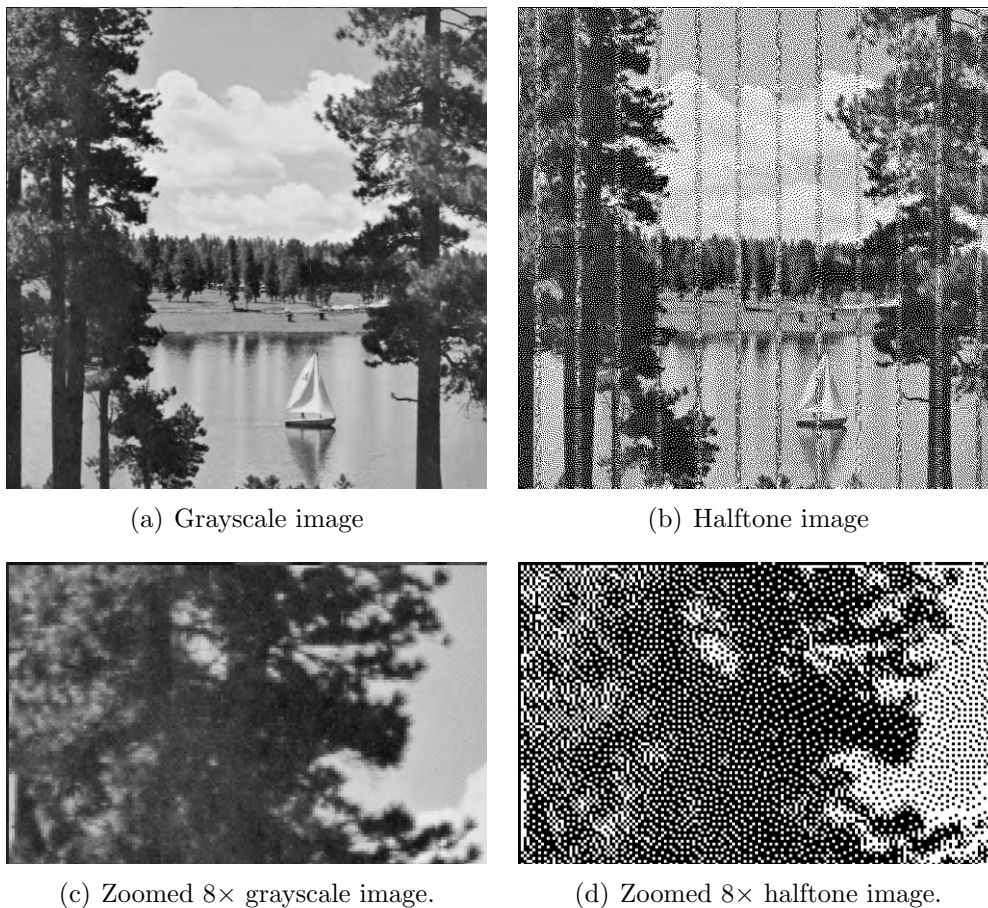 (a) Grayscale image
(b) Halftone image
(c) Zoomed 8× grayscale image.
(d) Zoomed 8× halftone image.